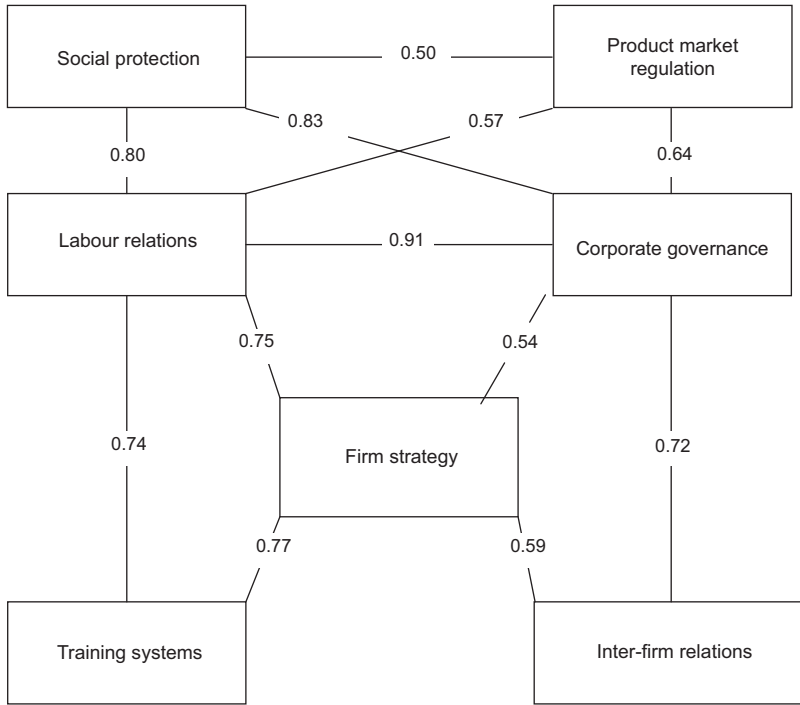 Social protection
0.50
Product market
regulation
0.83
0.57
0.80
0.64
Labour relations
0.91
Corporate governance
0.75
0.54
0.74
Firm strategy
0.72
0.77
0.59
Training systems
Inter-firm relations